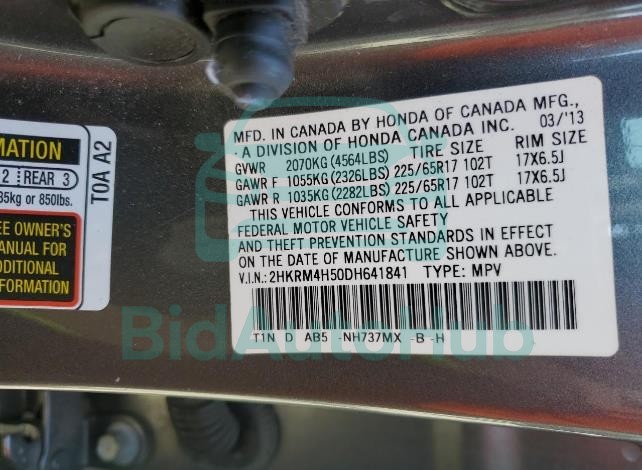 MATION
2 REAR 3
85kg or 850lbs.
EE OWNER'S
MANUAL FOR
DDITIONAL
FORMATION
T0A A2
MFD. IN CANADA BY HONDA OF CANADA MFG.,
A DIVISION OF HONDA CANADA INC. 03/'13
GVWR 2070KG (4564LBS) TIRE SIZE RIM SIZE
GAWR F 1055KG (2326LBS) 225/65R17 102T 17X6.5J
GAWR R 1035KG (2282LBS) 225/65R17 102T 17X6.5J
THIS VEHICLE CONFORMS TO ALL APPLICABLE
FEDERAL MOTOR VEHICLE SAFETY
AND THEFT PREVENTION STANDARDS IN EFFECT
ON THE DATE OF MANUFACTURE SHOWN ABOVE.
V.I.N.: 2HKRM4H50DH641841 TYPE: MPV
T1N D AB5 -NH737MX -B -H
BidAutoHub